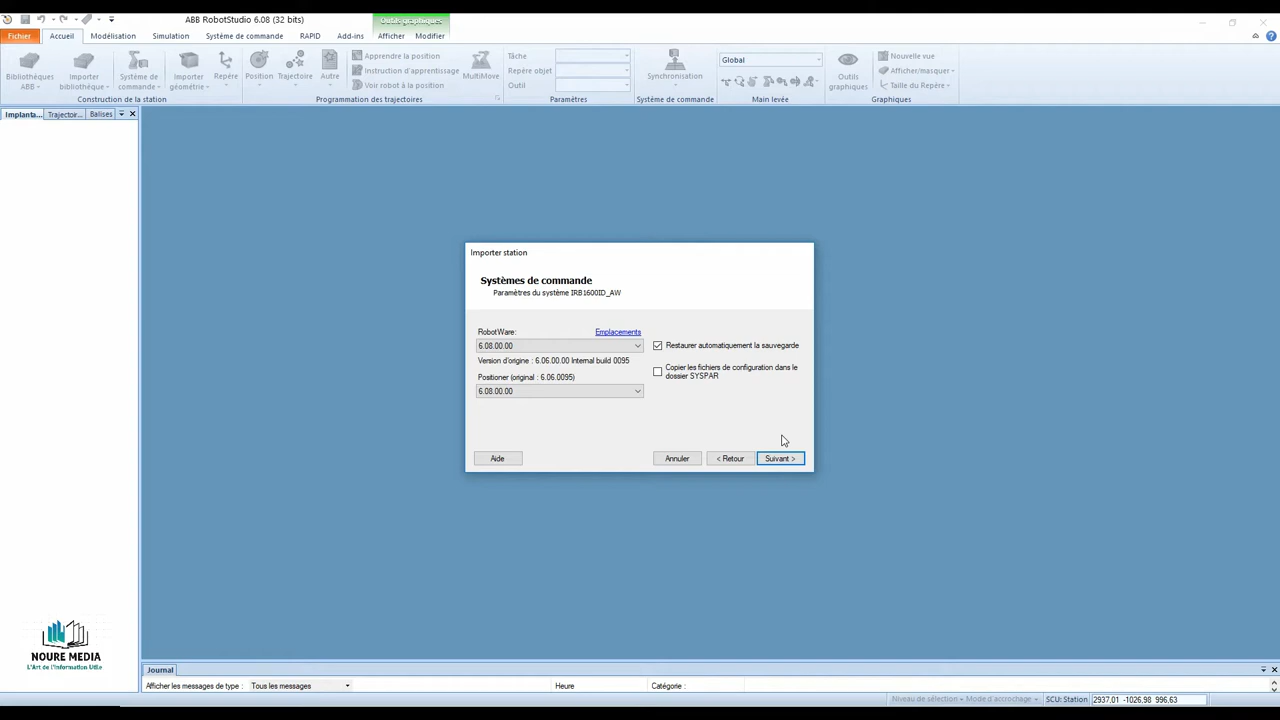 ABB RobotStudio 6.08 (32 bits)
Outils graphiques
Fichier
Accueil
Modélisation
Simulation
Système de commande
RAPID
Add-ins
Afficher
Modifier
Bibliothèques
ABB
Importer
bibliothèque
Système de
commande
Importer
géométrie
Repère
Position
Trajectoire
Autre
Apprendre la position
Instruction d'apprentissage
Voir robot à la position
MultiMove
Tâche
Repère objet
Outil
Synchronisation
Global
Outils
graphiques
Nouvelle vue
Afficher/masquer
Taille du Repère
Construction de la station
Programmation des trajectoires
Paramètres
Système de commande
Main levée
Graphiques
Implanta...
Trajectoir...
Balises
Importer station
Systèmes de commande
Paramètres du système IRB1600ID_AW
RobotWare:
Emplacements
6.08.00.00
Version d'origine : 6.06.00.00 Internal build 0095
Positioner (original : 6.06.0095)
6.08.00.00
Restaurer automatiquement la sauvegarde
Copier les fichiers de configuration dans le
dossier SYSPAR
Aide
Annuler
< Retour
Suivant >
NOURE MEDIA
L'Art de l'Information Utile
Journal
Afficher les messages de type :
Tous les messages
Heure
Catégorie :
Niveau de sélection
Mode d'accrochage
SCU: Station
2937,01 -1026,98 996,63